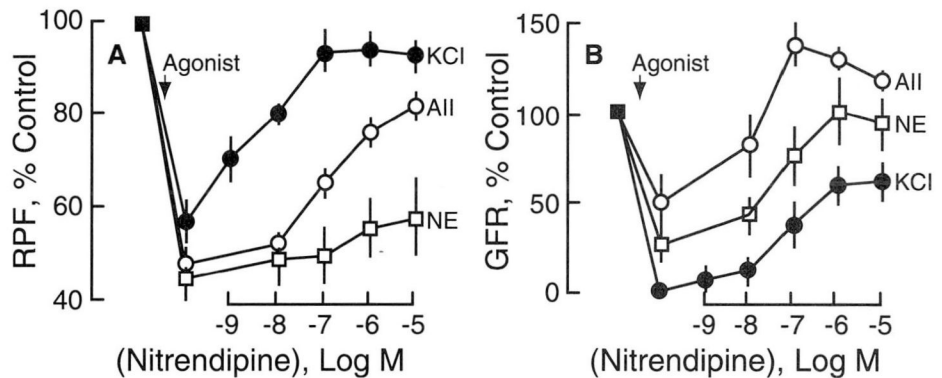 A
Agonist
RPF, % Control
100
80
60
40
KCl
AII
NE
-9 -8 -7 -6 -5
(Nitrendipine), Log M
B
Agonist
GFR, % Control
150
100
50
0
AII
NE
KCl
-9 -8 -7 -6 -5
(Nitrendipine), Log M